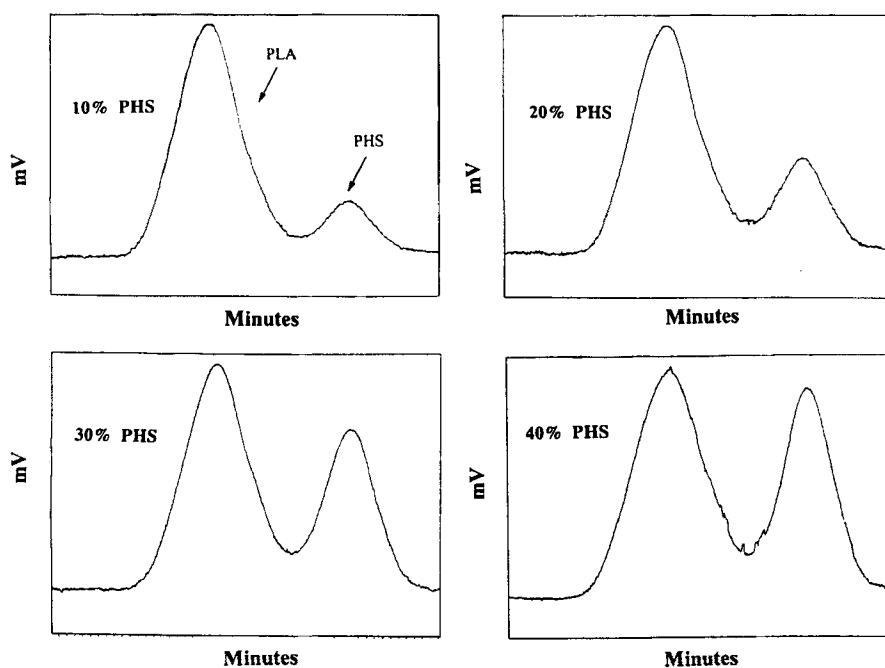 PLA
10% PHS
PHS
mV
Minutes
20% PHS
mV
Minutes
30% PHS
mV
Minutes
40% PHS
mV
Minutes